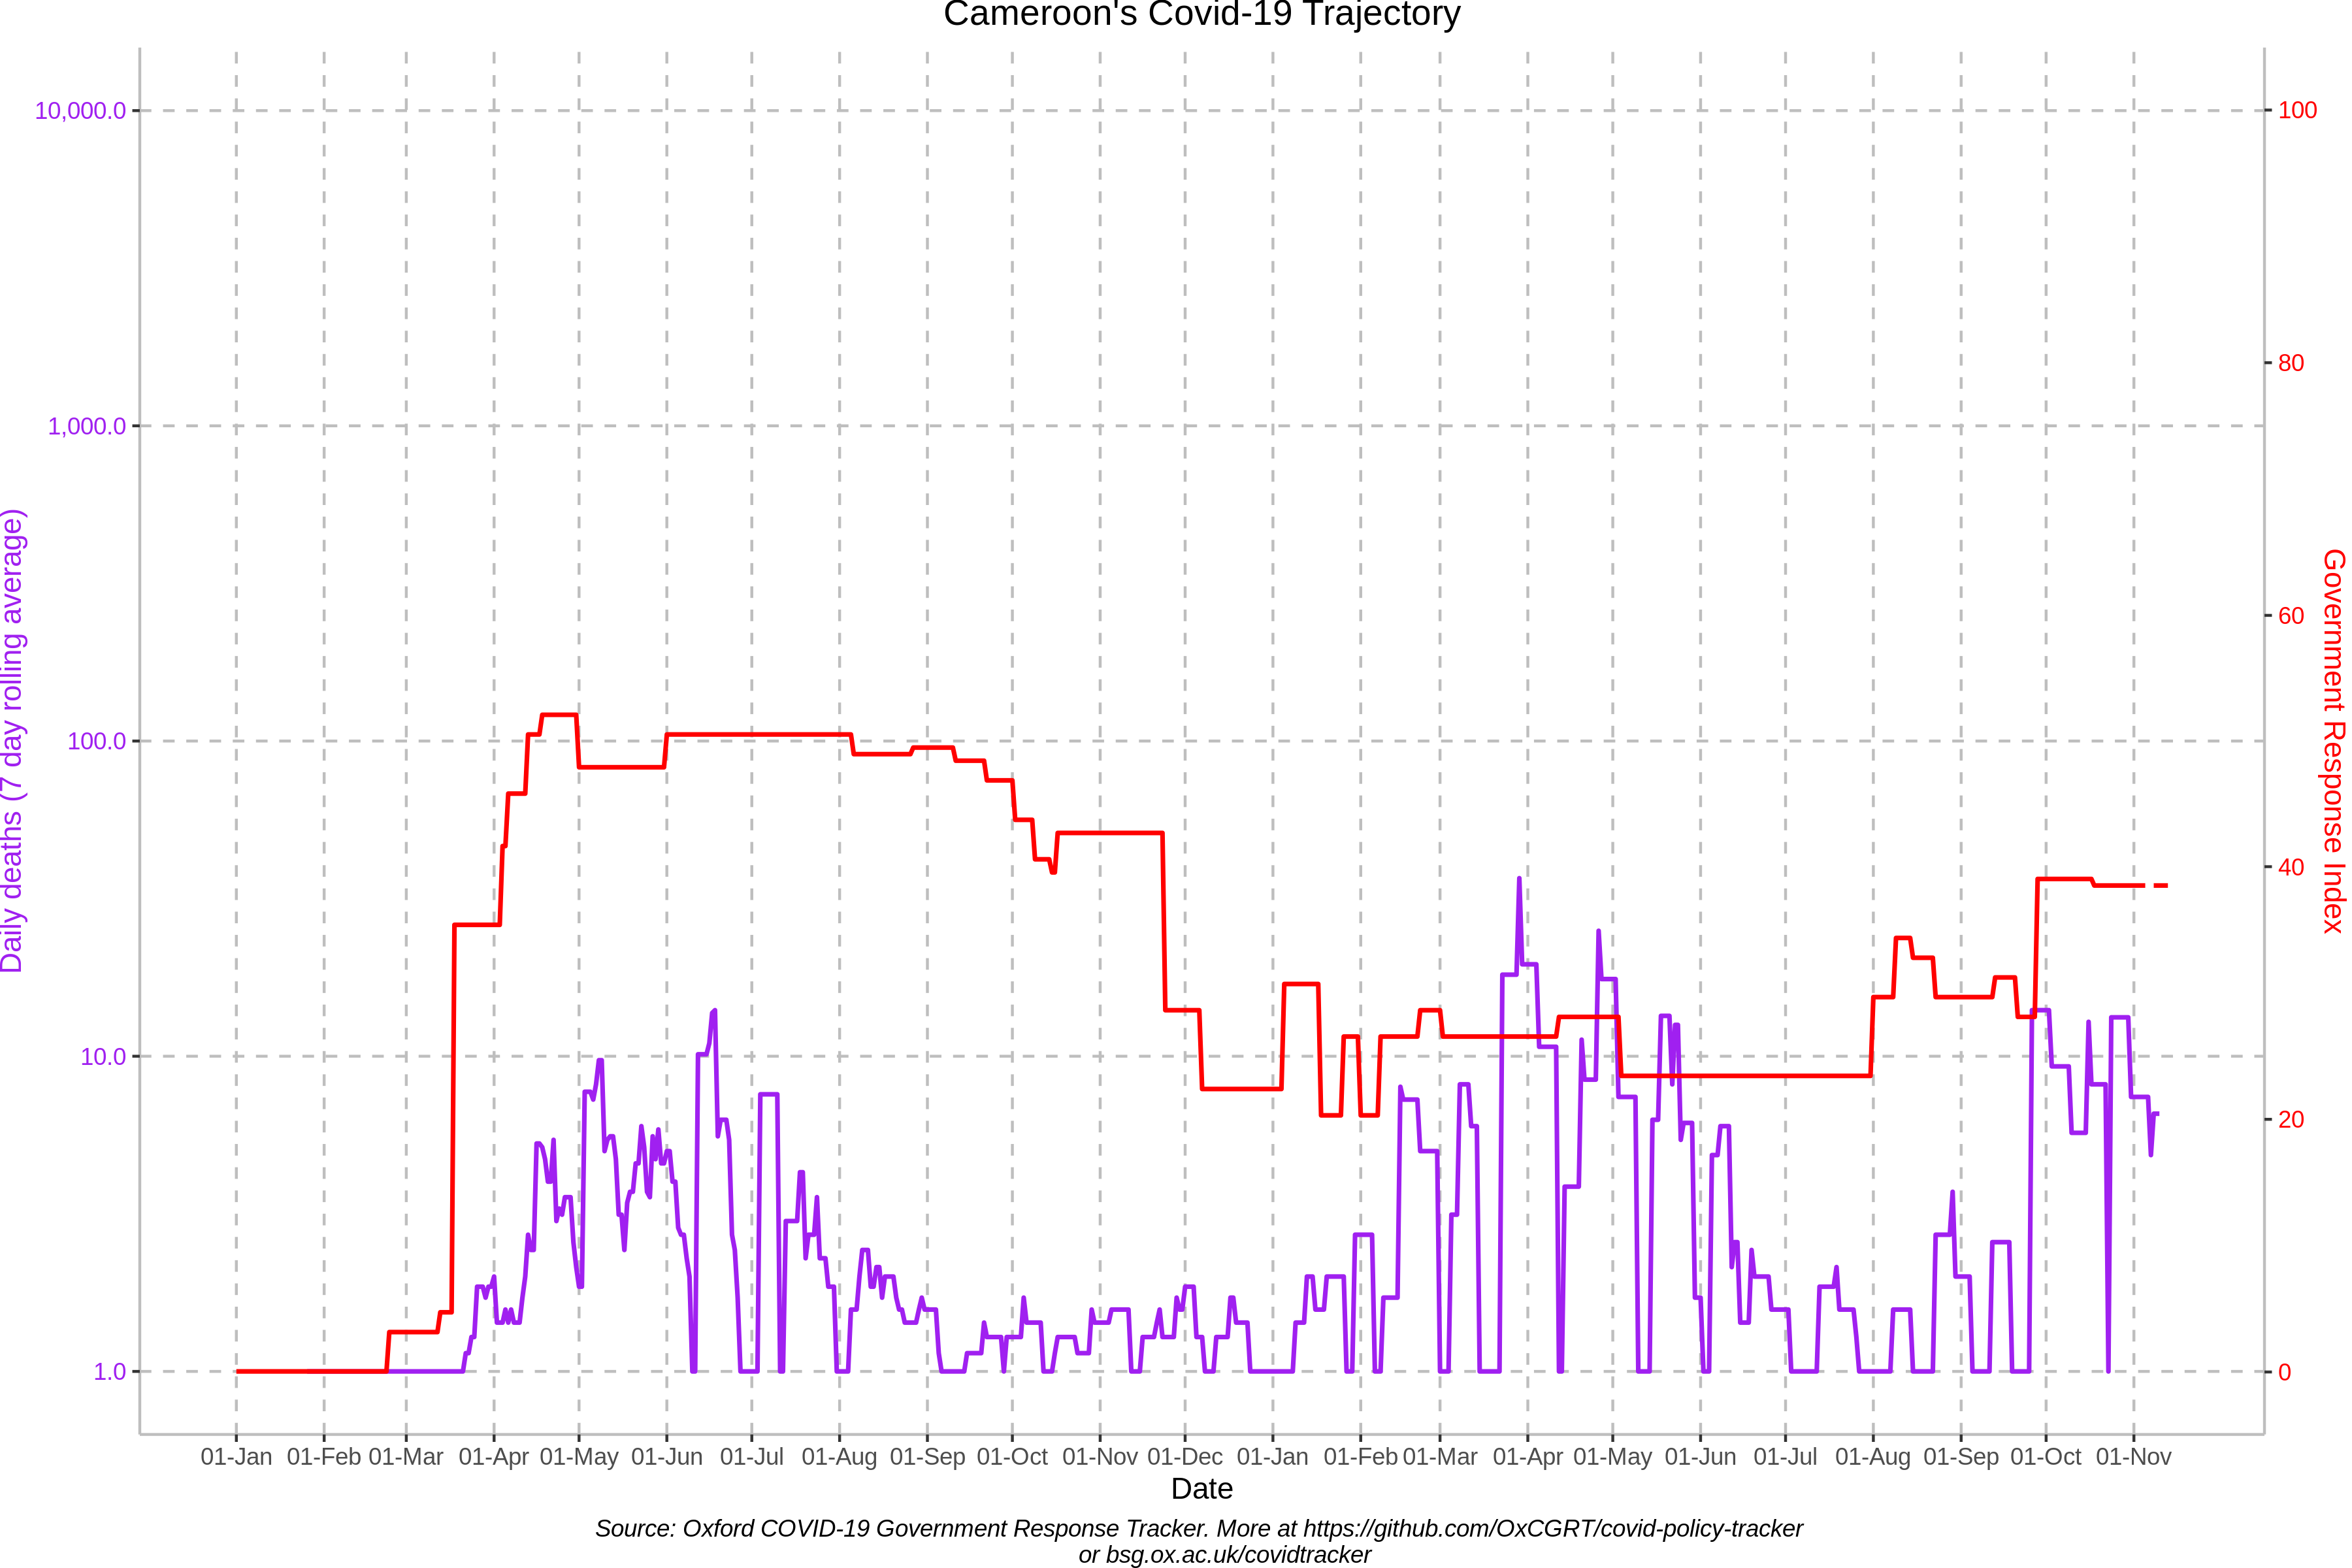 Cameroon's Covid-19 Trajectory
10,000.0
1,000.0
100.0
10.0
1.0
Daily deaths (7 day rolling average)
100
80
60
40
20
0
Government Response Index
01-Jan 01-Feb 01-Mar 01-Apr 01-May 01-Jun 01-Jul 01-Aug 01-Sep 01-Oct 01-Nov 01-Dec 01-Jan 01-Feb 01-Mar 01-Apr 01-May 01-Jun 01-Jul 01-Aug 01-Sep 01-Oct 01-Nov
Date
Source: Oxford COVID-19 Government Response Tracker. More at https://github.com/OxCGRT/covid-policy-tracker
or bsg.ox.ac.uk/covidtracker